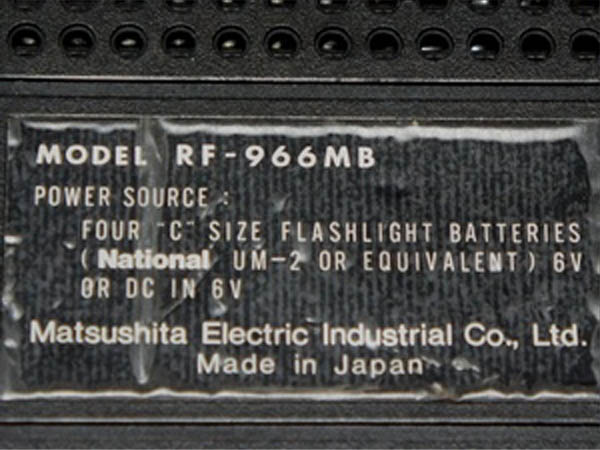 MODEL RF-966MB
POWER SOURCE :
FOUR "C" SIZE FLASHLIGHT BATTERIES
( National UM-2 OR EQUIVALENT ) 6V
OR DC IN 6V
Matsushita Electric Industrial Co., Ltd.
Made in Japan